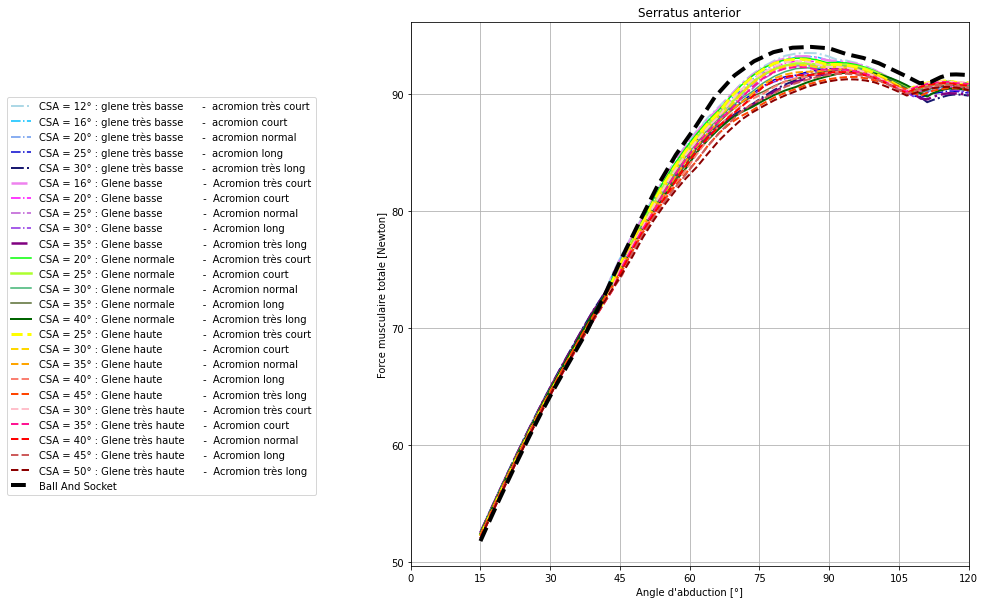 Serratus anterior
CSA = 12° : glene très basse - acromion très court
CSA = 16° : glene très basse - acromion court
CSA = 20° : glene très basse - acromion normal
CSA = 25° : glene très basse - acromion long
CSA = 30° : glene très basse - acromion très long
CSA = 16° : Glene basse - Acromion très court
CSA = 20° : Glene basse - Acromion court
CSA = 25° : Glene basse - Acromion normal
CSA = 30° : Glene basse - Acromion long
CSA = 35° : Glene basse - Acromion très long
CSA = 20° : Glene normale - Acromion très court
CSA = 25° : Glene normale - Acromion court
CSA = 30° : Glene normale - Acromion normal
CSA = 35° : Glene normale - Acromion long
CSA = 40° : Glene normale - Acromion très long
CSA = 25° : Glene haute - Acromion très court
CSA = 30° : Glene haute - Acromion court
CSA = 35° : Glene haute - Acromion normal
CSA = 40° : Glene haute - Acromion long
CSA = 45° : Glene haute - Acromion très long
CSA = 30° : Glene très haute - Acromion très court
CSA = 35° : Glene très haute - Acromion court
CSA = 40° : Glene très haute - Acromion normal
CSA = 45° : Glene très haute - Acromion long
CSA = 50° : Glene très haute - Acromion très long
Ball And Socket
Force musculaire totale [Newton]
90
80
70
60
50
0 15 30 45 60 75 90 105 120
Angle d'abduction [°]